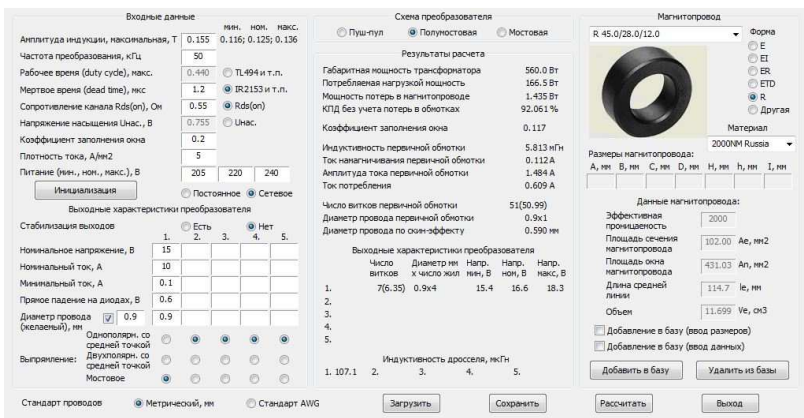 Входные данные
мин. ном. макс.
Амплитуда индукции, максимальная, Т 0.155 0.116; 0.125; 0.136
Частота преобразования, кГц 50
Рабочее время (duty cycle), макс. 0.440 TL494 и т.п.
Мертвое время (dead time), мкс 1.2 IR2153 и т.п.
Сопротивление канала Rds(on), Ом 0.55 Rds(on)
Напряжение насыщения Uнас., В 0.755 Uнас.
Коэффициент заполнения окна 0.2
Плотность тока, А/мм2 5
Питание (мин., ном., макс.), В 205 220 240
Инициализация Постоянное Сетевое
Выходные характеристики преобразователя
Стабилизация выходов Есть Нет
1. 2. 3. 4. 5.
Номинальное напряжение, В 15
Номинальный ток, А 10
Минимальный ток, А 0.1
Прямое падение на диодах, В 0.6
Диаметр провода (желаемый), мм 0.9 0.9
Однополярн. со средней точкой
Выпрямление: Двухполярн. со средней точкой
Мостовое
Стандарт проводов Метрический, мм Стандарт AWG
Схема преобразователя
Пуш-пул Полумостовая Мостовая
Результаты расчета
Габаритная мощность трансформатора 560.0 Вт
Потребляемая нагрузкой мощность 166.5 Вт
Мощность потерь в магнитопроводе 1.435 Вт
КПД без учета потерь в обмотках 92.061 %
Коэффициент заполнения окна 0.117
Индуктивность первичной обмотки 5.813 мГн
Ток намагничивания первичной обмотки 0.112 А
Амплитуда тока первичной обмотки 1.484 А
Ток потребления 0.609 А
Число витков первичной обмотки 51(50.99)
Диаметр провода первичной обмотки 0.9x1
Диаметр провода по скин-эффекту 0.590 мм
Выходные характеристики преобразователя
Число витков Диаметр мм х число жил Напр. мин, В Напр. ном, В Напр. макс, В
1. 7(6.35) 0.9x4 15.4 16.6 18.3
2.
3.
4.
5.
Индуктивность дросселя, мкГн
1. 107.1 2. 3. 4. 5.
Загрузить Сохранить
Магнитопровод
R 45.0/28.0/12.0 Форма
E
EI
ER
ETD
R
Другая
Материал
2000NM Russia
Размеры магнитопровода:
A, мм B, мм C, мм D, мм H, мм h, мм I, мм
Данные магнитопровода:
Эффективная проницаемость 2000
Площадь сечения магнитопровода 102.00 Ae, мм2
Площадь окна магнитопровода 431.03 An, мм2
Длина средней линии 114.7 le, мм
Объем 11.699 Ve, см3
Добавление в базу (ввод размеров)
Добавление в базу (ввод данных)
Добавить в базу Удалить из базы
Рассчитать Выход